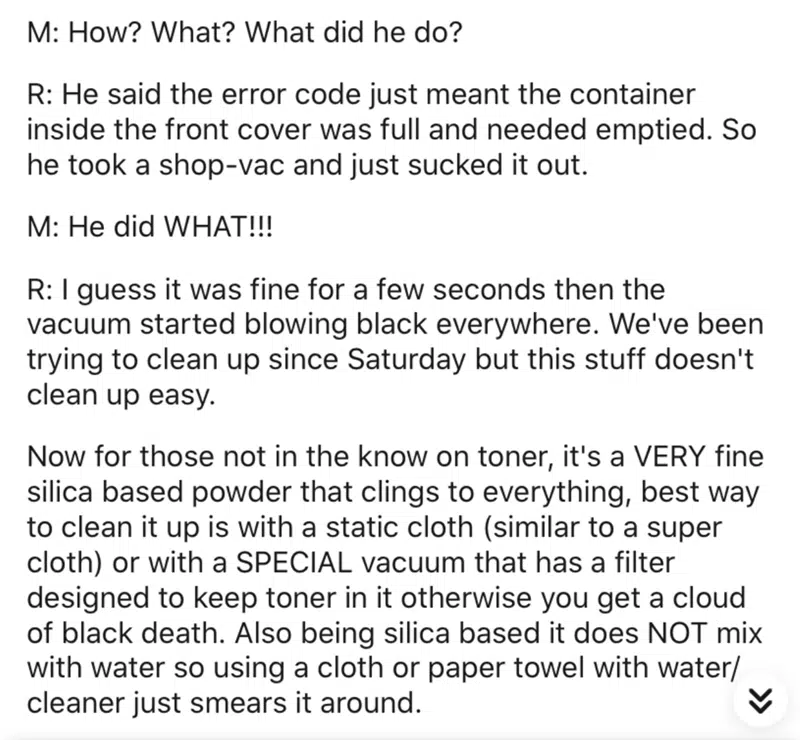 M: How? What? What did he do?
R: He said the error code just meant the container
inside the front cover was full and needed emptied. So
he took a shop-vac and just sucked it out.
M: He did WHAT!!!
R: I guess it was fine for a few seconds then the
vacuum started blowing black everywhere. We've been
trying to clean up since Saturday but this stuff doesn't
clean up easy.
Now for those not in the know on toner, it's a VERY fine
silica based powder that clings to everything, best way
to clean it up is with a static cloth (similar to a super
cloth) or with a SPECIAL vacuum that has a filter
designed to keep toner in it otherwise you get a cloud
of black death. Also being silica based it does NOT mix
with water so using a cloth or paper towel with water/
cleaner just smears it around.